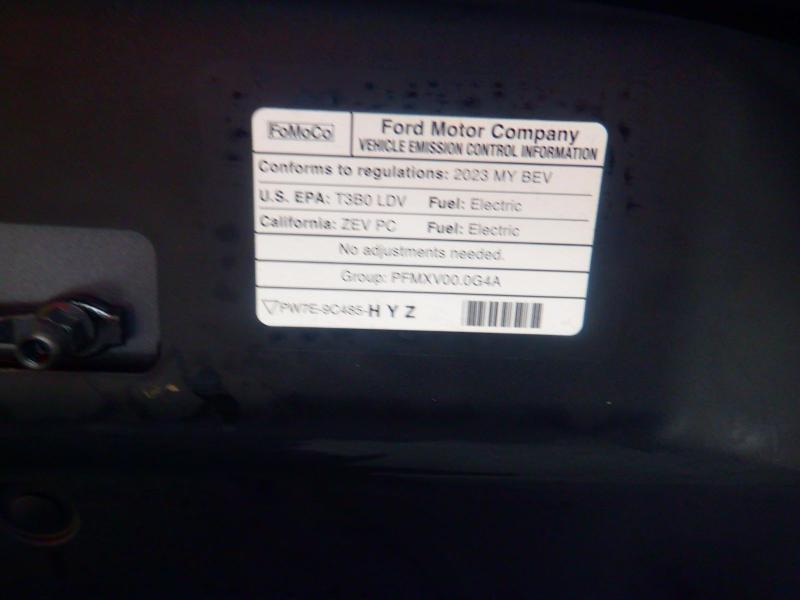 FoMoCo
Ford Motor Company
VEHICLE EMISSION CONTROL INFORMATION
Conforms to regulations: 2023 MY BEV
U.S. EPA: T3B0 LDV Fuel: Electric
California: ZEV PC Fuel: Electric
No adjustments needed.
Group: PFMXV00.0G4A
PW7E-9C485-H Y Z